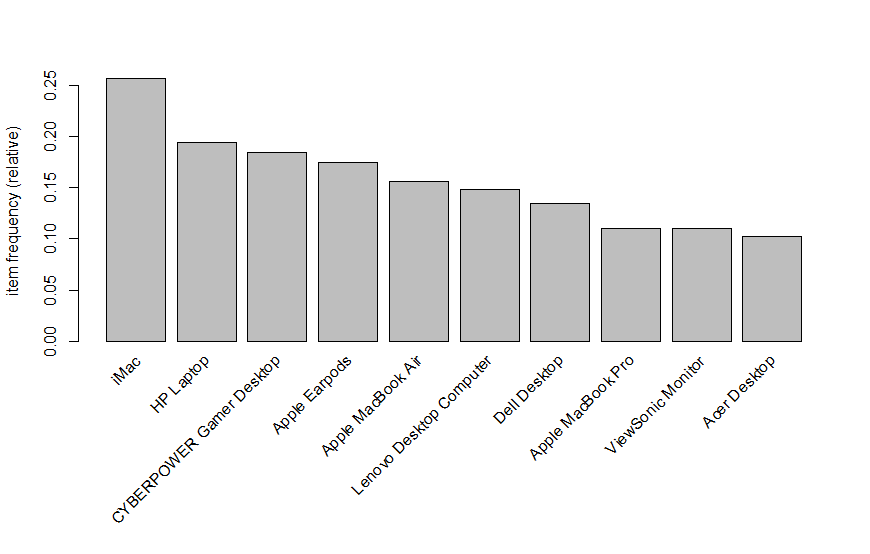 item frequency (relative)
0.25
0.20
0.15
0.10
0.05
0.00
iMac
HP Laptop
CYBERPOWER Gamer Desktop
Apple Earpods
Apple MacBook Air
Lenovo Desktop Computer
Dell Desktop
Apple MacBook Pro
ViewSonic Monitor
Acer Desktop